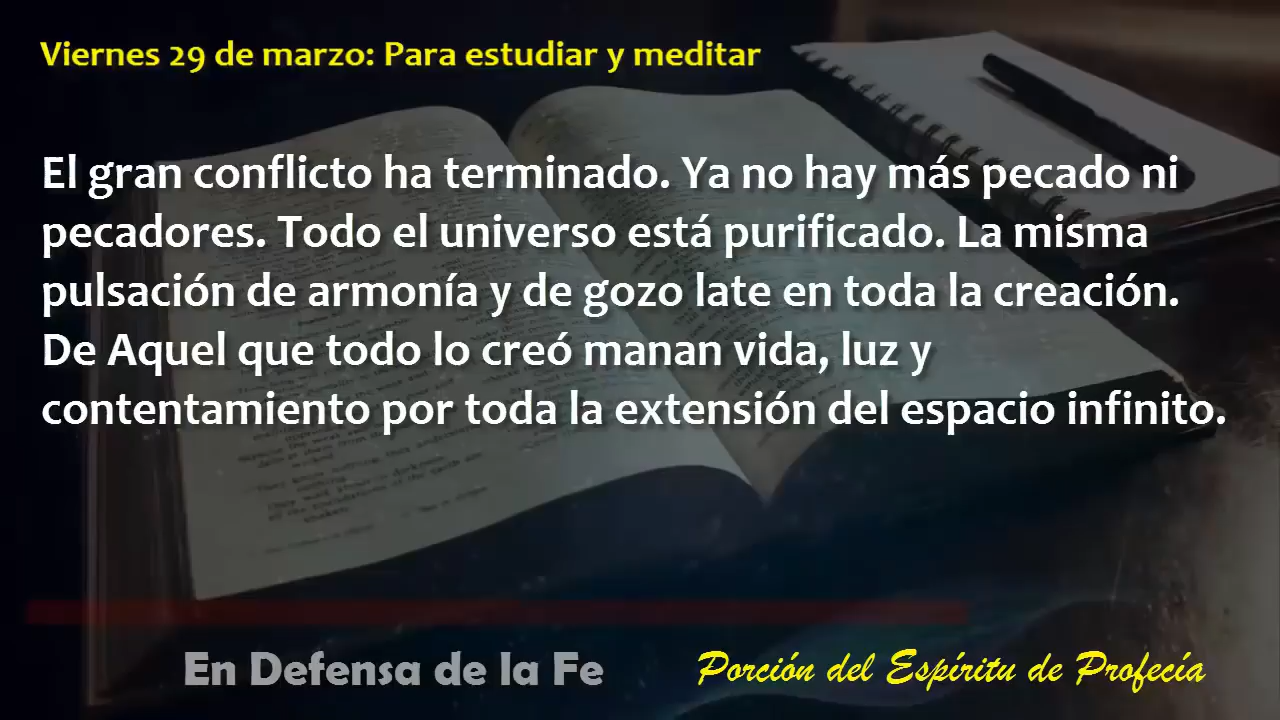 Viernes 29 de marzo: Para estudiar y meditar
El gran conflicto ha terminado. Ya no hay más pecado ni
pecadores. Todo el universo está purificado. La misma
pulsación de armonía y de gozo late en toda la creación.
De Aquel que todo lo creó manan vida, luz y
contentamiento por toda la extensión del espacio infinito.
En Defensa de la Fe
Porción del Espíritu de Profecía